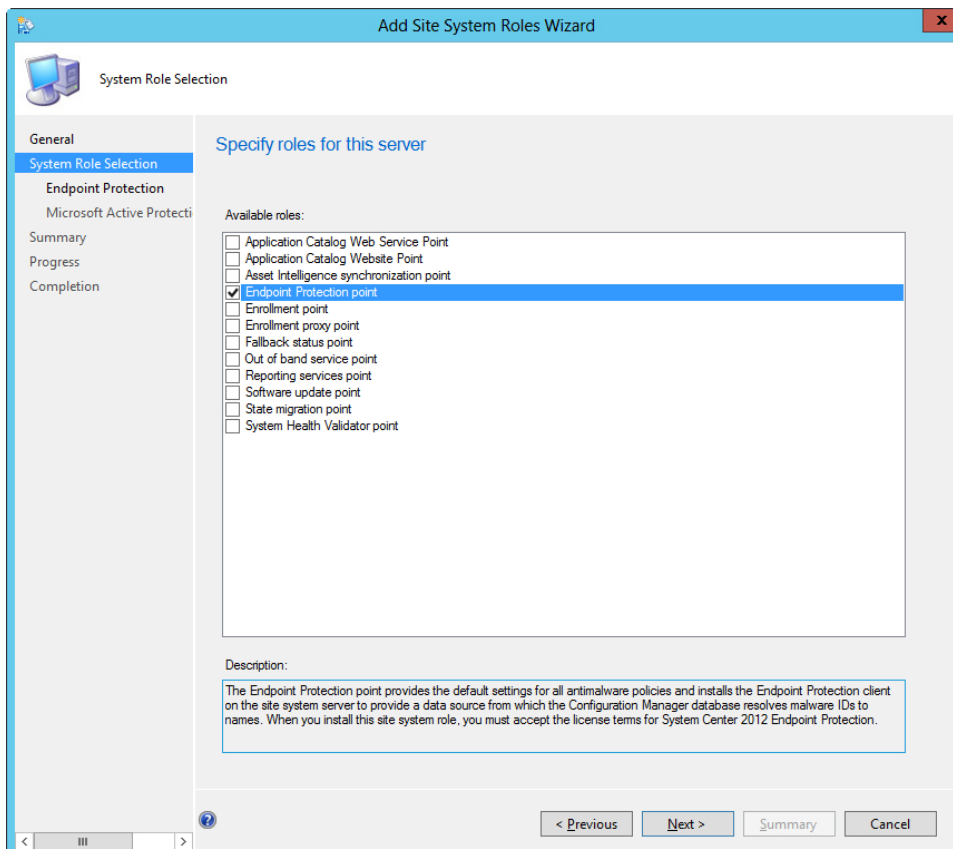 Add Site System Roles Wizard
x
System Role Selection
General
System Role Selection
Endpoint Protection
Microsoft Active Protecti
Summary
Progress
Completion
Specify roles for this server
Available roles:
Application Catalog Web Service Point
Application Catalog Website Point
Asset Intelligence synchronization point
Endpoint Protection point
Enrollment point
Enrollment proxy point
Fallback status point
Out of band service point
Reporting services point
Software update point
State migration point
System Health Validator point
Description:
The Endpoint Protection point provides the default settings for all antimalware policies and installs the Endpoint Protection client
on the site system server to provide a data source from which the Configuration Manager database resolves malware IDs to
names. When you install this site system role, you must accept the license terms for System Center 2012 Endpoint Protection.
?
< Previous
Next >
Summary
Cancel